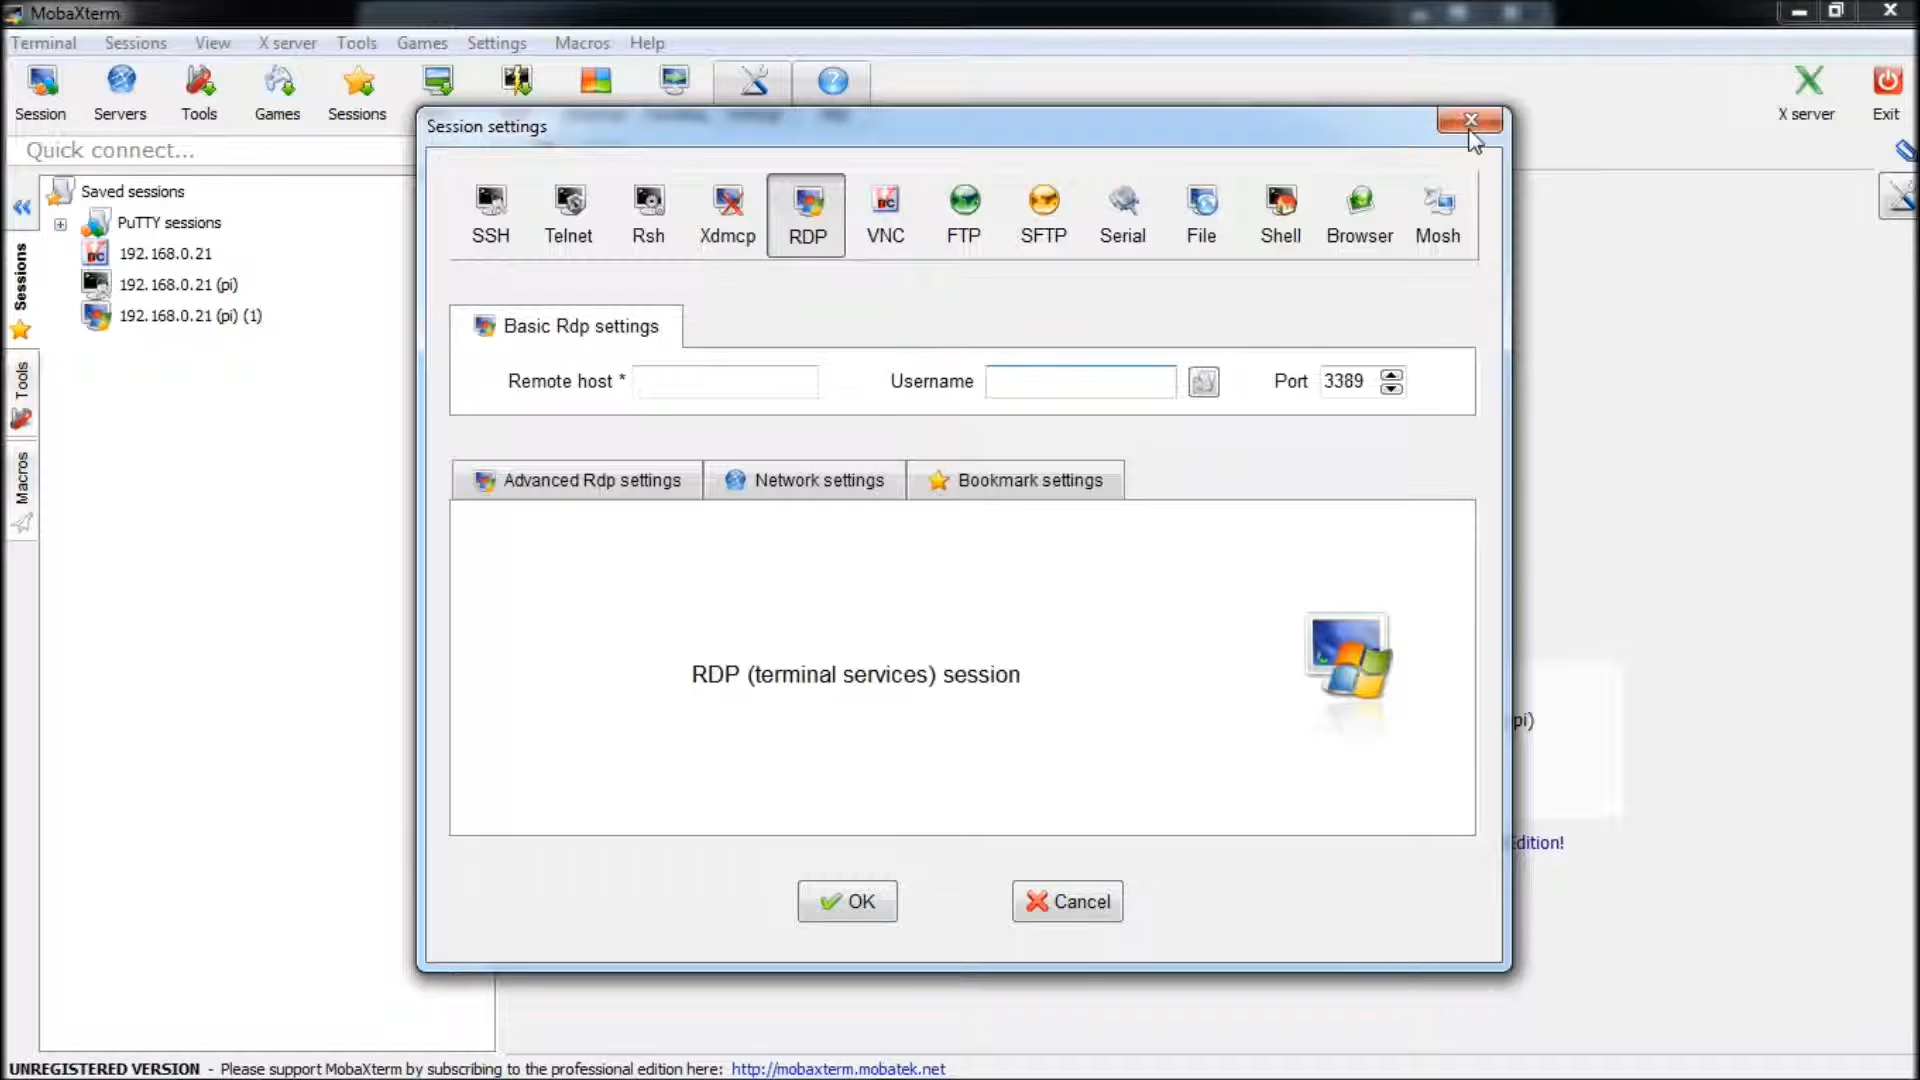 MobaXterm
Terminal Sessions View X server Tools Games Settings Macros Help
Session Servers Tools Games Sessions X server Exit
Quick connect...
Session settings
Saved sessions
PuTTY sessions
192.168.0.21
192.168.0.21 (pi)
192.168.0.21 (pi) (1)
Sessions
Tools
Macros
SSH Telnet Rsh Xdmcp RDP VNC FTP SFTP Serial File Shell Browser Mosh
Basic Rdp settings
Remote host * Username Port 3389
Advanced Rdp settings Network settings Bookmark settings
RDP (terminal services) session
pi)
dition!
OK Cancel
UNREGISTERED VERSION - Please support MobaXterm by subscribing to the professional edition here: http://mobaxterm.mobatek.net